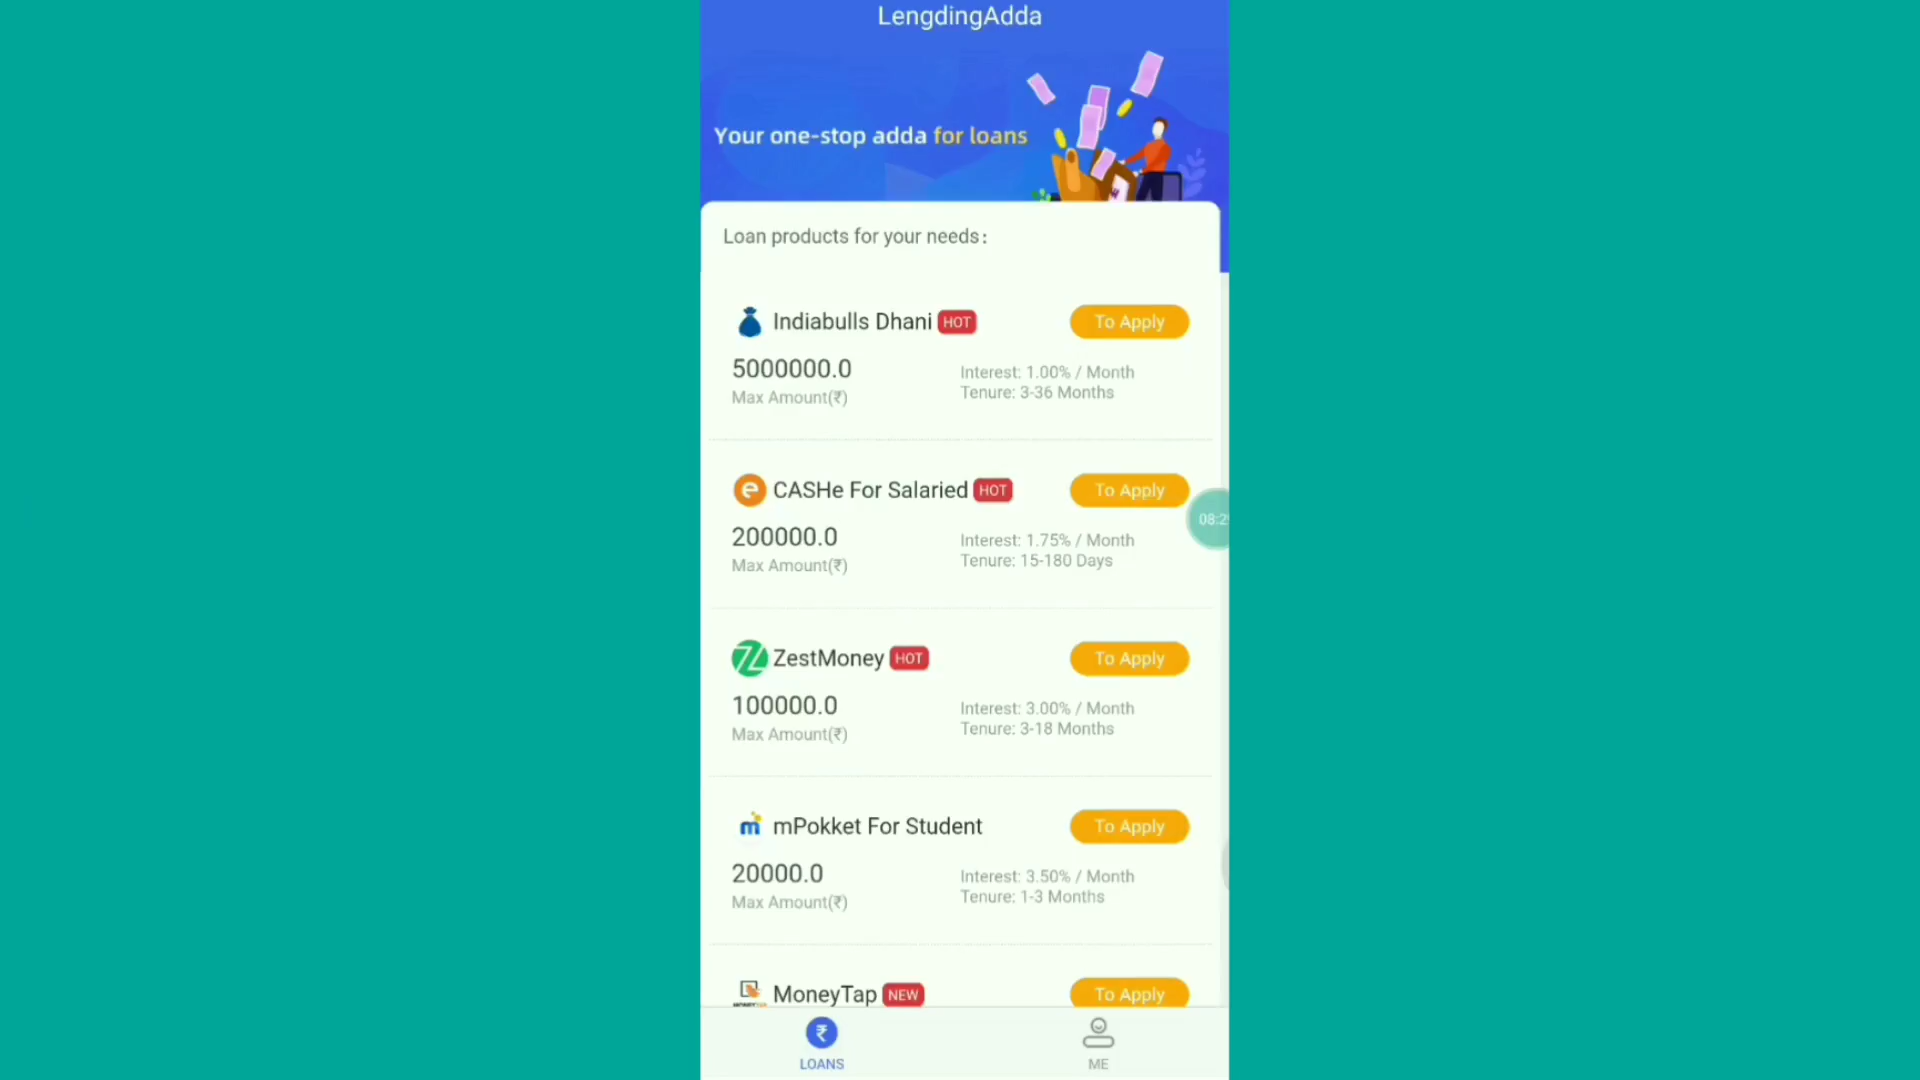 LengdingAdda
Your one-stop adda for loans
Loan products for your needs:
Indiabulls Dhani HOT To Apply
5000000.0
Max Amount(₹)
Interest: 1.00% / Month
Tenure: 3-36 Months
CASHe For Salaried HOT To Apply
200000.0
Max Amount(₹)
Interest: 1.75% / Month
Tenure: 15-180 Days
ZestMoney HOT To Apply
100000.0
Max Amount(₹)
Interest: 3.00% / Month
Tenure: 3-18 Months
mPokket For Student To Apply
20000.0
Max Amount(₹)
Interest: 3.50% / Month
Tenure: 1-3 Months
MoneyTap NEW To Apply
LOANS
ME